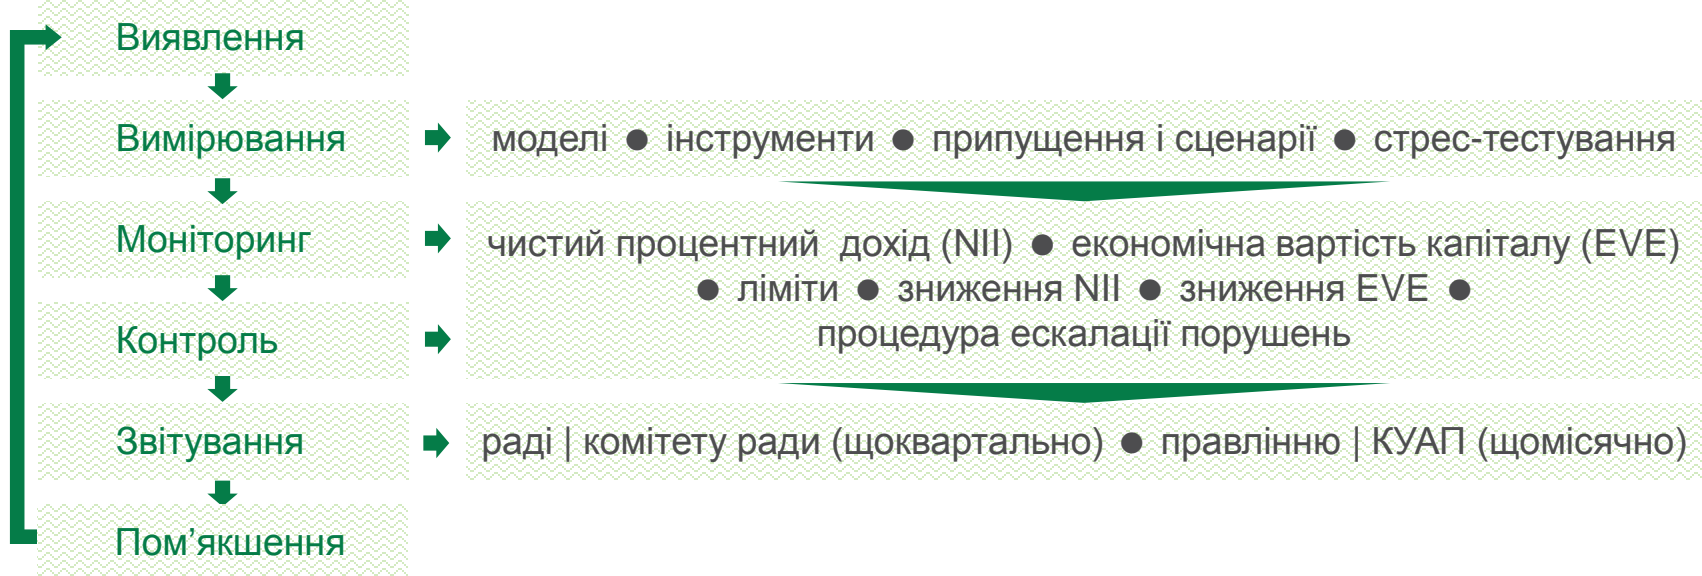 Виявлення
Вимірювання
моделі ● інструменти ● припущення і сценарії ● стрес-тестування
Моніторинг
чистий процентний дохід (NII) ● економічна вартість капіталу (EVE)
● ліміти ● зниження NII ● зниження EVE ●
процедура ескалації порушень
Контроль
Звітування
раді | комітету ради (щоквартально) ● правлінню | КУАП (щомісячно)
Пом’якшення